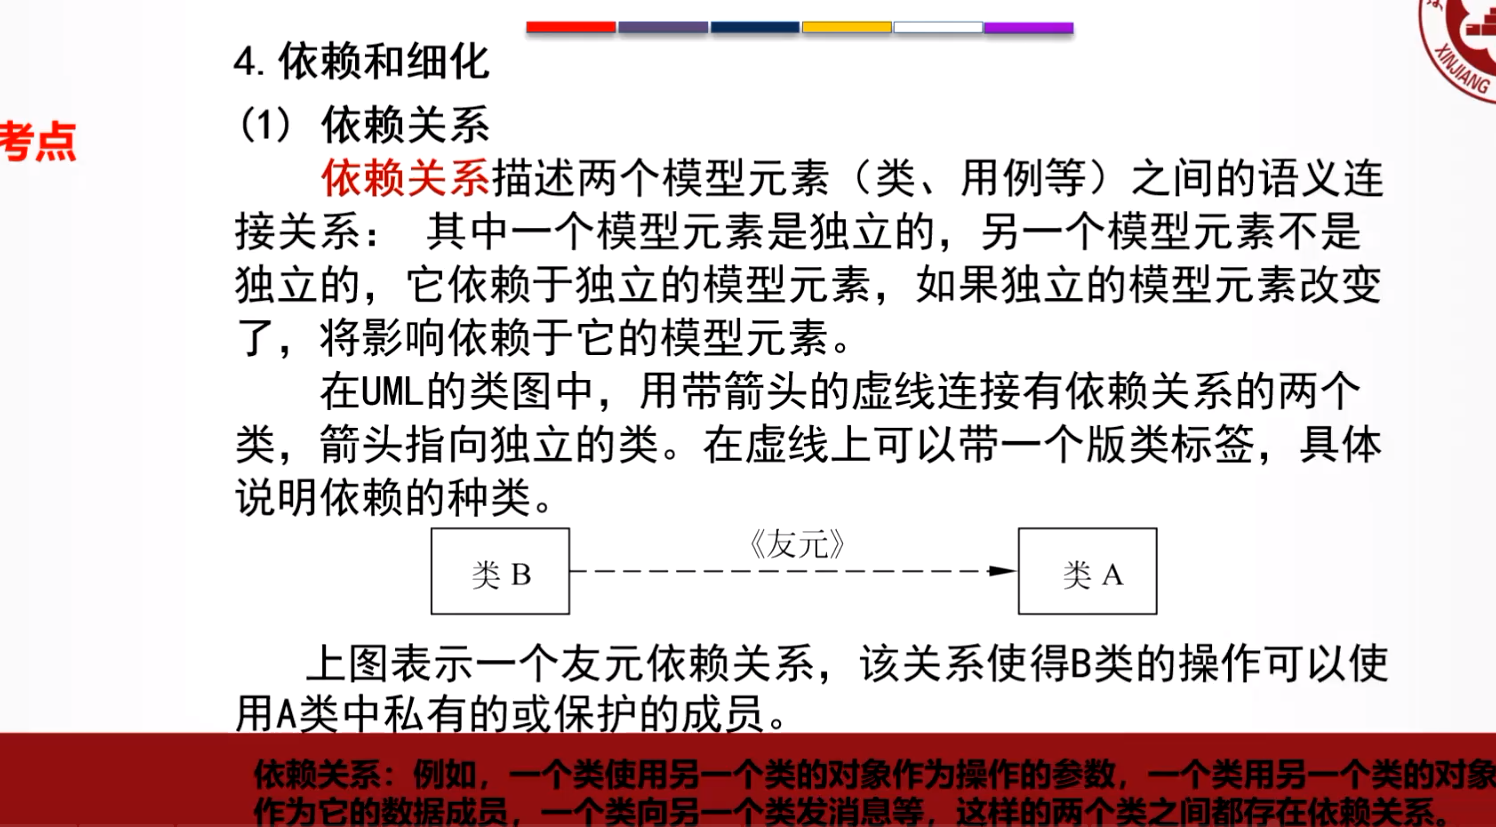 4. 依赖和细化
(1) 依赖关系
考点
依赖关系描述两个模型元素（类、用例等）之间的语义连
接关系： 其中一个模型元素是独立的，另一个模型元素不是
独立的，它依赖于独立的模型元素，如果独立的模型元素改变
了，将影响依赖于它的模型元素。
在UML的类图中，用带箭头的虚线连接有依赖关系的两个
类，箭头指向独立的类。在虚线上可以带一个版类标签，具体
说明依赖的种类。
《友元》
类 B
类 A
上图表示一个友元依赖关系，该关系使得B类的操作可以使
用A类中私有的或保护的成员。
依赖关系：例如，一个类使用另一个类的对象作为操作的参数，一个类用另一个类的对象
作为它的数据成员，一个类向另一个类发消息等，这样的两个类之间都存在依赖关系。
XINJIANG